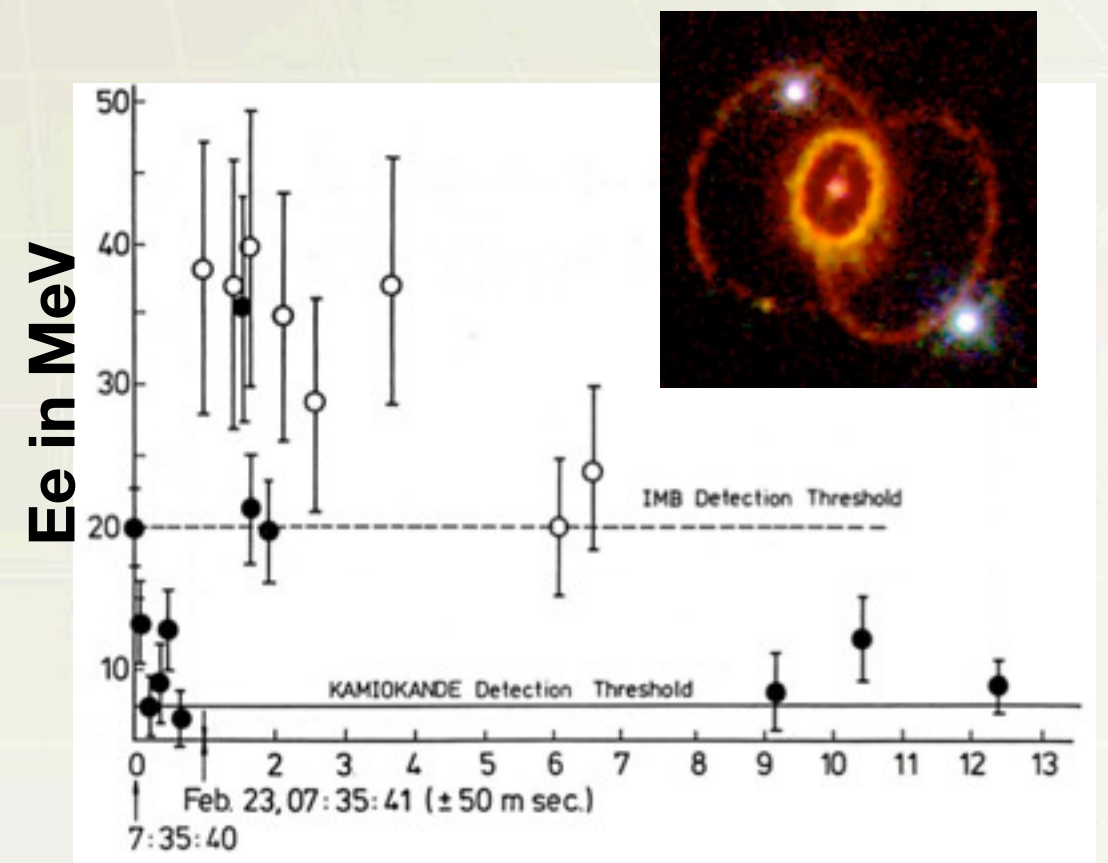 Ee in MeV
50
40
30
20
10
IMB Detection Threshold
KAMIOKANDE Detection Threshold
0 2 3 4 5 6 7 8 9 10 11 12 13
Feb. 23, 07:35:41 (± 50 m sec.)
7:35:40